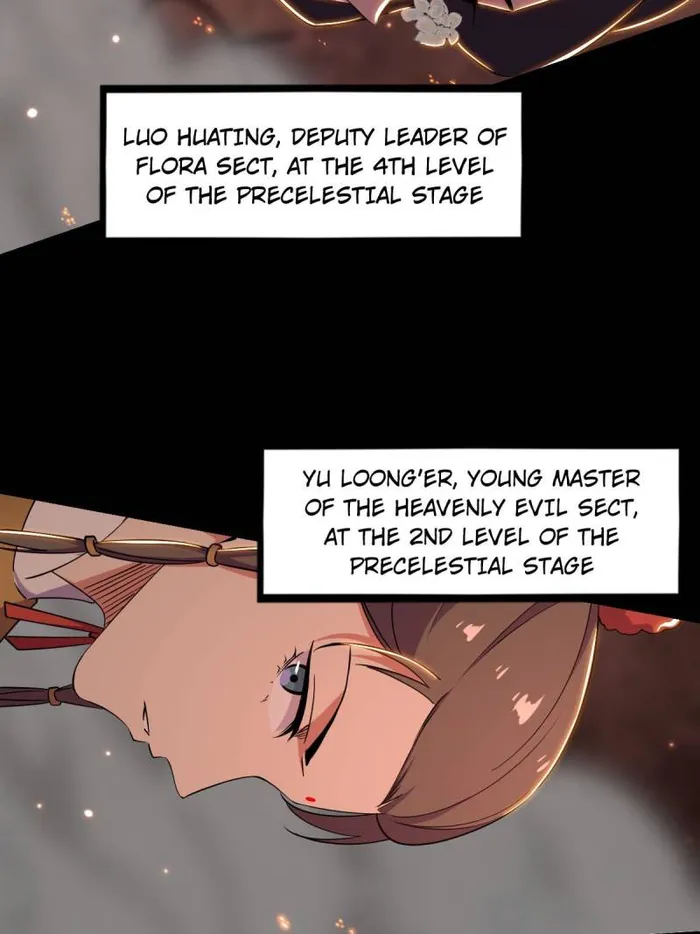 LUO HUATING, DEPUTY LEADER OF
FLORA SECT, AT THE 4TH LEVEL
OF THE PRECELESTIAL STAGE
YU LOONG'ER, YOUNG MASTER
OF THE HEAVENLY EVIL SECT,
AT THE 2ND LEVEL OF THE
PRECELESTIAL STAGE